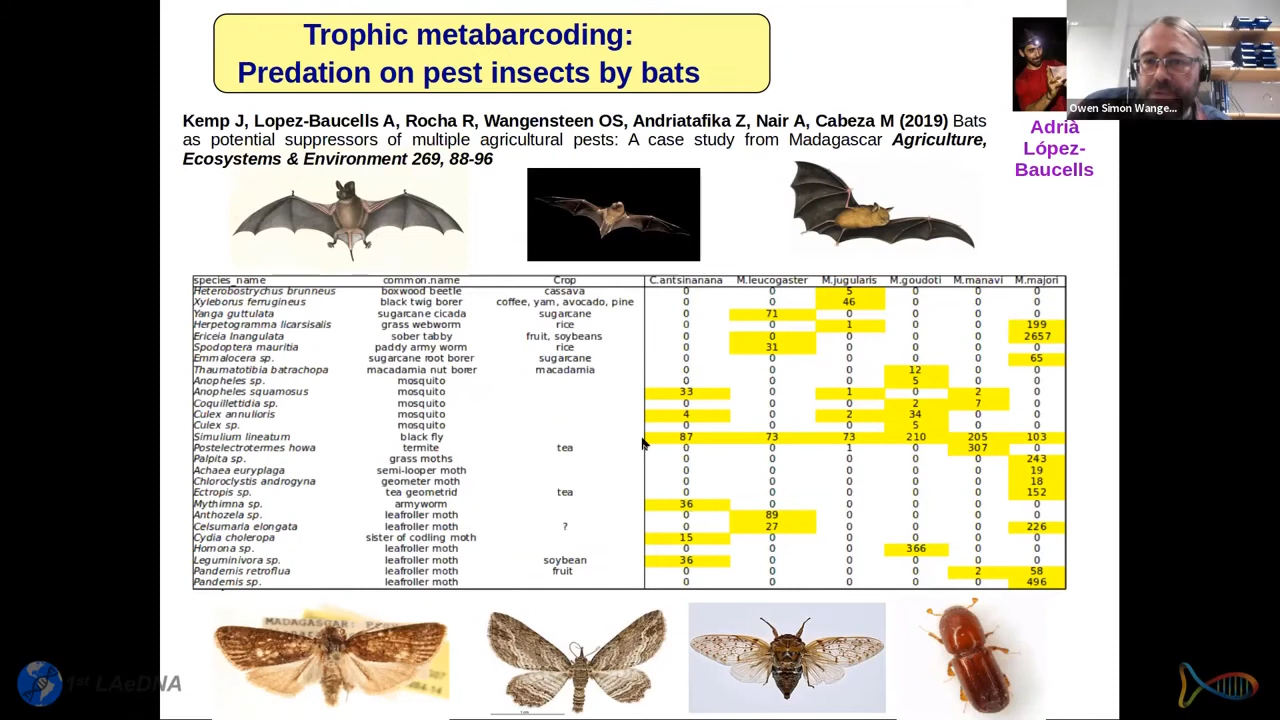 Trophic metabarcoding:
Predation on pest insects by bats
Owen Simon Wange...
Kemp J, Lopez-Baucells A, Rocha R, Wangensteen OS, Andriatafika Z, Nair A, Cabeza M (2019) Bats
as potential suppressors of multiple agricultural pests: A case study from Madagascar Agriculture,
Ecosystems & Environment 269, 88-96
Adrià
López-
Baucells
species_name common.name Crop C.antsinanana M.leucogaster M.jugularis M.goudoti M.manavi M.majori
Heterobostrychus brunneus boxwood beetle cassava 0 0 5 0 0 0
Xyleborus ferrugineus black twig borer coffee, yam, avocado, pine 0 0 46 0 0 0
Yanga guttulata sugarcane cicada sugarcane 0 71 0 0 0 0
Herpetogramma licarsisalis grass webworm rice 0 0 1 0 0 199
Ericeia inangulata sober tabby fruit, soybeans 0 0 0 0 0 2657
Spodoptera mauritia paddy army worm rice 0 31 0 0 0 0
Emmalocera sp. sugarcane root borer sugarcane 0 0 0 0 0 65
Thaumatotibia batrachopa macadamia nut borer macadamia 0 0 0 12 0 0
Anopheles sp. mosquito 0 0 0 5 0 0
Anopheles squamosus mosquito 33 0 1 0 2 0
Coquillettidia sp. mosquito 0 0 0 2 7 0
Culex annulioris mosquito 4 0 2 34 0 0
Culex sp. mosquito 0 0 0 5 0 0
Simulium lineatum black fly 87 73 73 210 205 103
Postelectrotermes howa termite tea 0 0 1 0 307 0
Palpita sp. grass moths 0 0 0 0 0 243
Achaea euryplaga semi-looper moth 0 0 0 0 0 19
Chloroclystis androgyna geometer moth 0 0 0 0 0 18
Ectropis sp. tea geometrid tea 0 0 0 0 0 152
Mythimna sp. armyworm 36 0 0 0 0 0
Anthozela sp. leafroller moth 0 89 0 0 0 0
Celsumaria elongata leafroller moth ? 0 27 0 0 0 226
Cydia choleropa sister of codling moth 15 0 0 0 0 0
Homona sp. leafroller moth 0 0 0 366 0 0
Leguminivora sp. leafroller moth soybean 36 0 0 0 0 0
Pandemis retroflua leafroller moth fruit 0 0 0 0 2 58
Pandemis sp. leafroller moth 0 0 0 0 0 496
MADAGASCAR:
1st LAeDNA